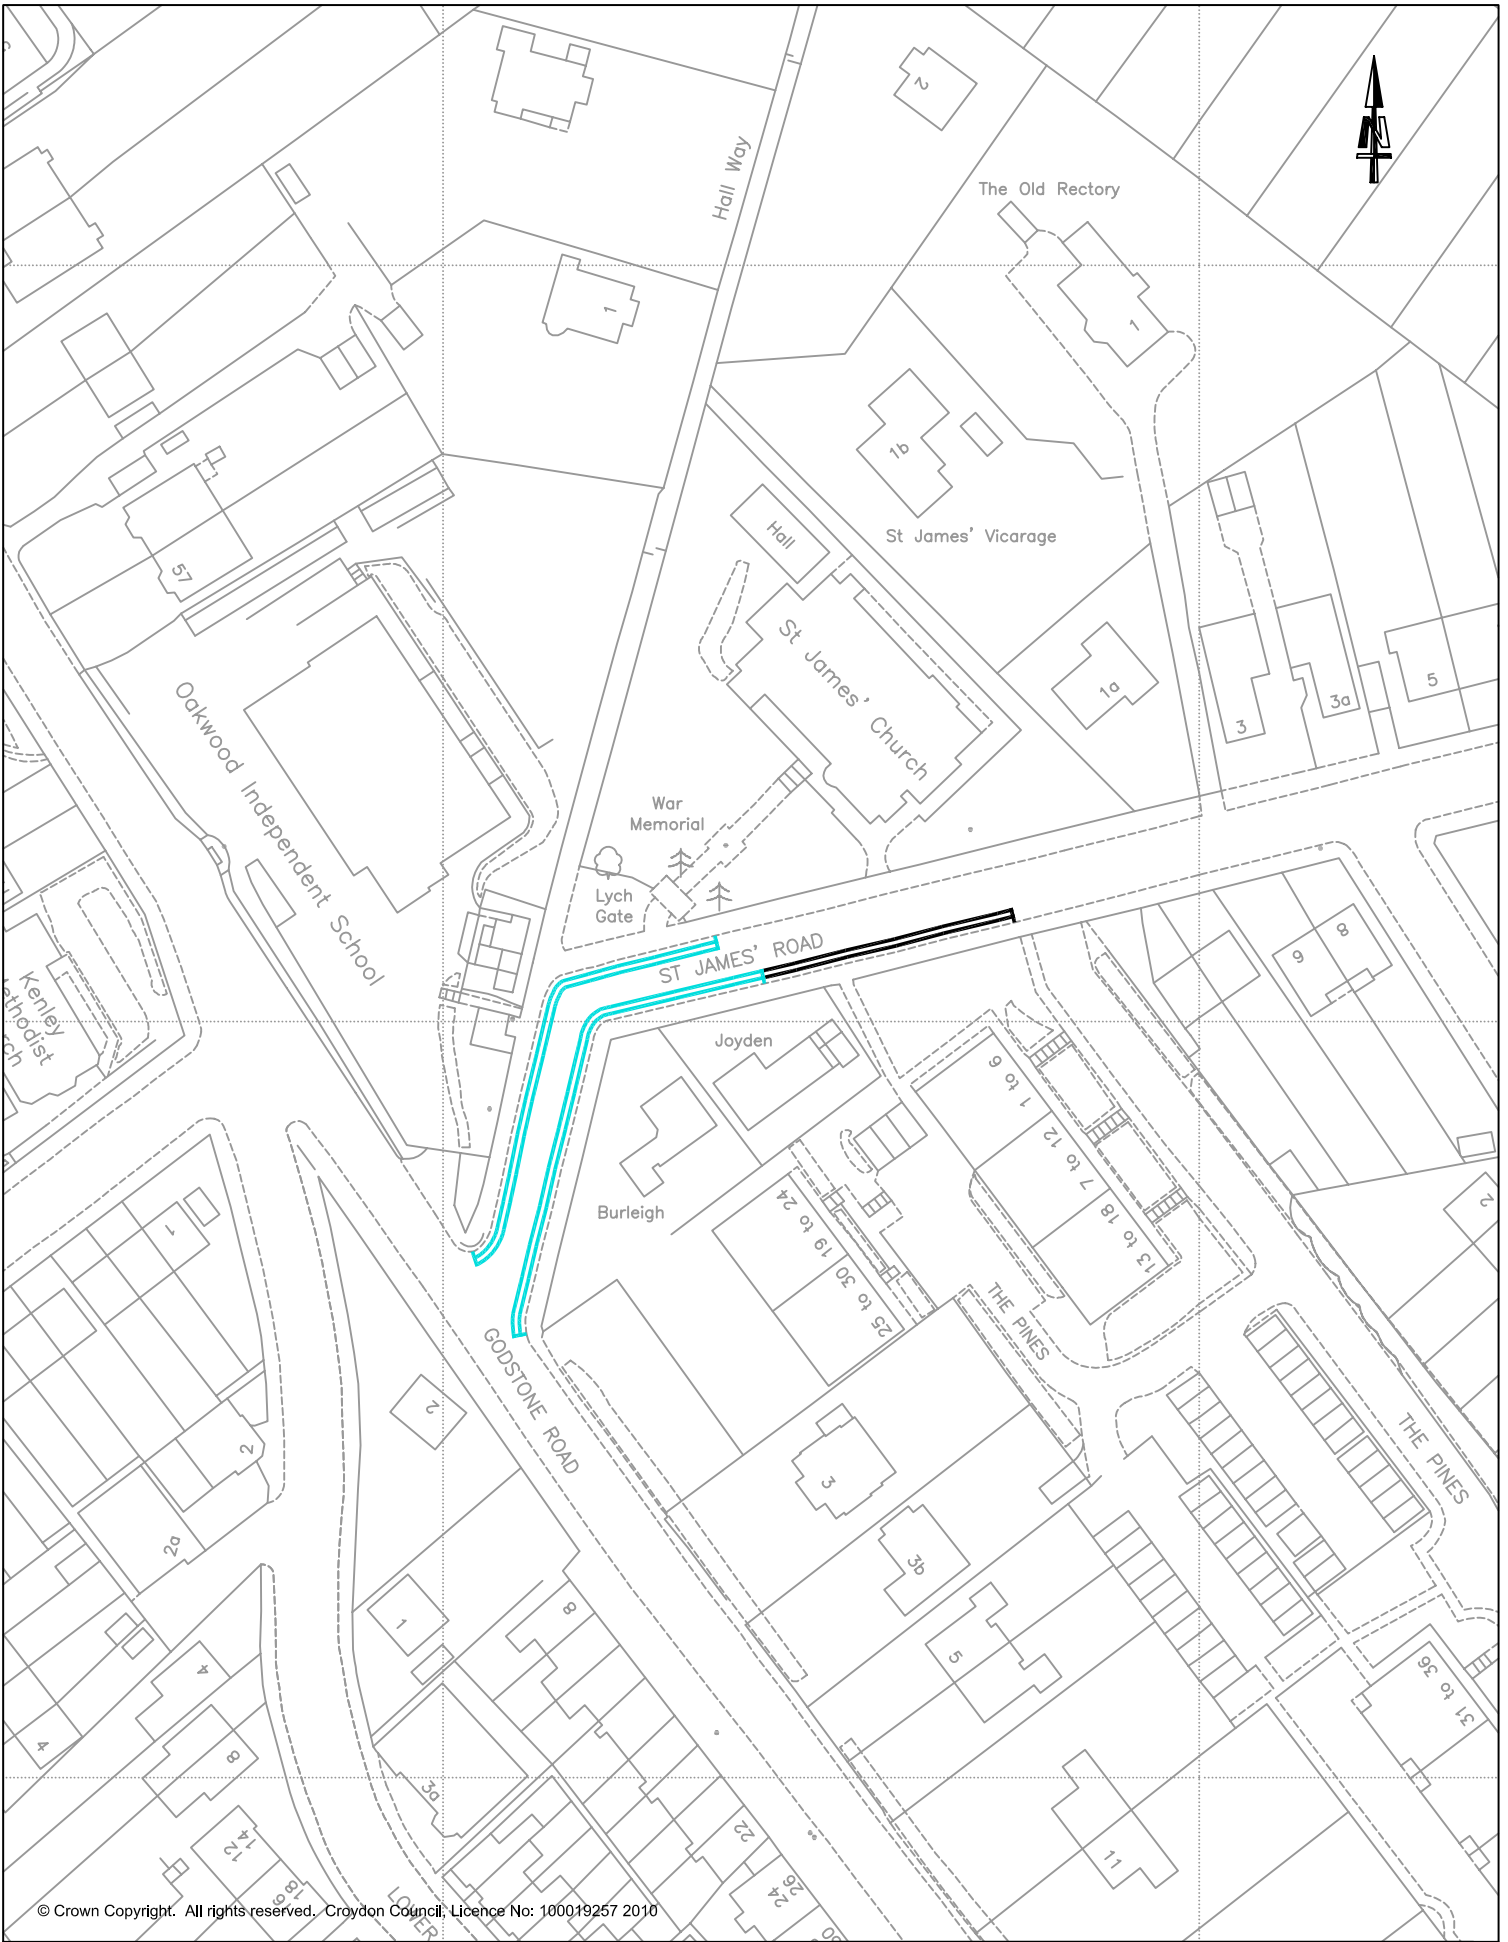 2
N
The Old Rectory
Hall Way
1
1
1b
Hall
St James' Vicarage
57
St James' Church
1a
3
3a
5
Oakwood Independent School
War
Memorial
Lych
Gate
ST JAMES' ROAD
8
9
Kenley
Joyden
1 to 6
7 to 12
13 to 18
Burleigh
19 to 24
25 to 30
THE PINES
THE PINES
GODSTONE ROAD
1
2
2
2
2a
3
3b
5
1
8
4
4
8
3a
31 to 36
22
24
26
11
12
14
16
18
LOWER
© Crown Copyright. All rights reserved. Croydon Council, Licence No: 100019257 2010